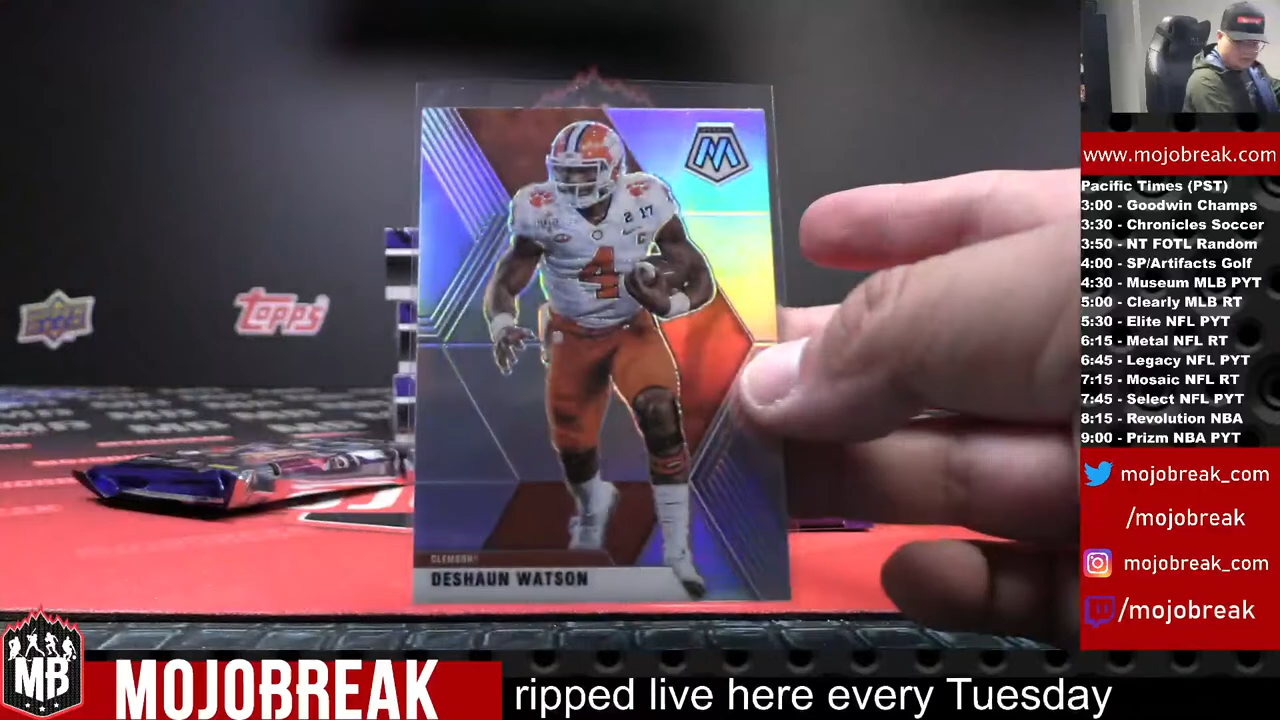 www.mojobreak.com
Pacific Times (PST)
3:00 - Goodwin Champs
3:30 - Chronicles Soccer
3:50 - NT FOTL Random
4:00 - SP/Artifacts Golf
4:30 - Museum MLB PYT
5:00 - Clearly MLB RT
5:30 - Elite NFL PYT
6:15 - Metal NFL RT
6:45 - Legacy NFL PYT
7:15 - Mosaic NFL RT
7:45 - Select NFL PYT
8:15 - Revolution NBA
9:00 - Prizm NBA PYT
mojobreak_com
/mojobreak
mojobreak_com
/mojobreak
topps
M
2 17
C
4
CLEMSON
DESHAUN WATSON
MB
MOJOBREAK
ripped live here every Tuesday